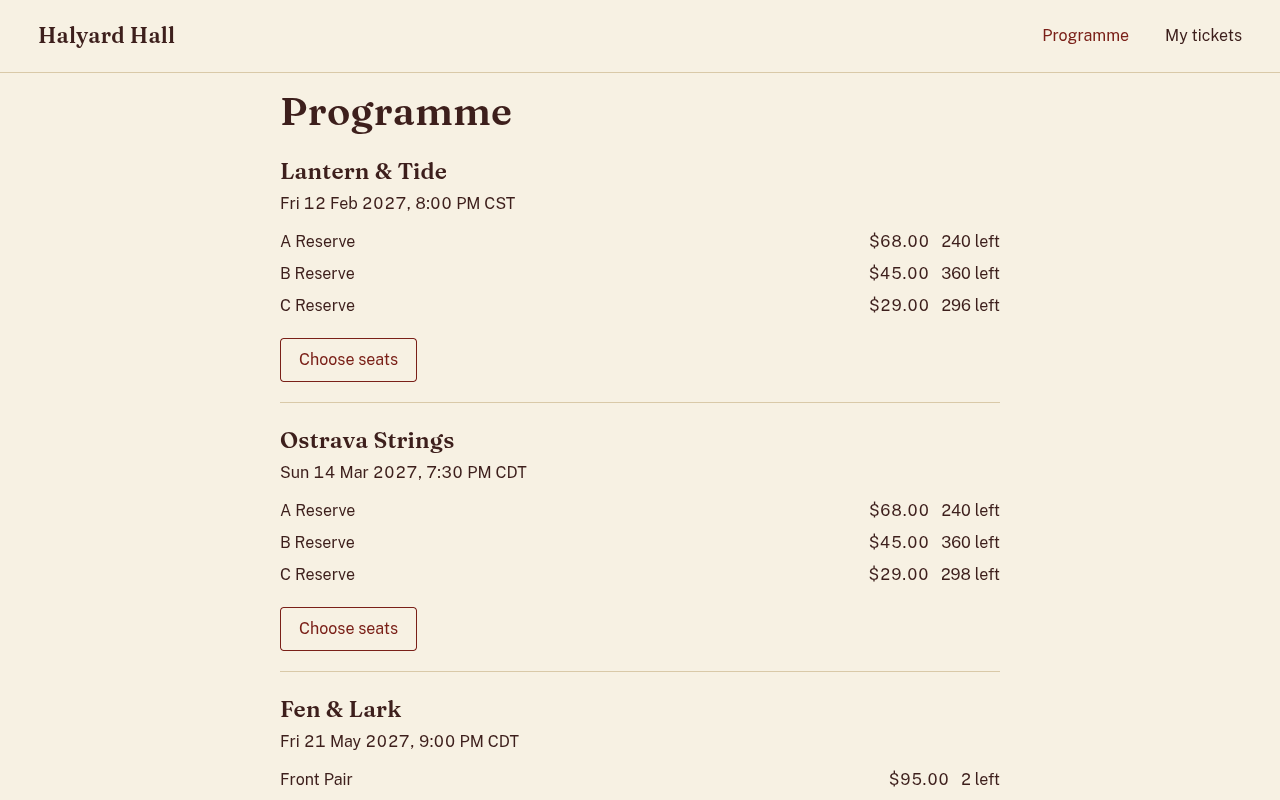 Halyard Hall
Programme
My tickets
Programme
Lantern & Tide
Fri 12 Feb 2027, 8:00 PM CST
A Reserve $68.00 240 left
B Reserve $45.00 360 left
C Reserve $29.00 296 left
Choose seats
Ostrava Strings
Sun 14 Mar 2027, 7:30 PM CDT
A Reserve $68.00 240 left
B Reserve $45.00 360 left
C Reserve $29.00 298 left
Choose seats
Fen & Lark
Fri 21 May 2027, 9:00 PM CDT
Front Pair $95.00 2 left